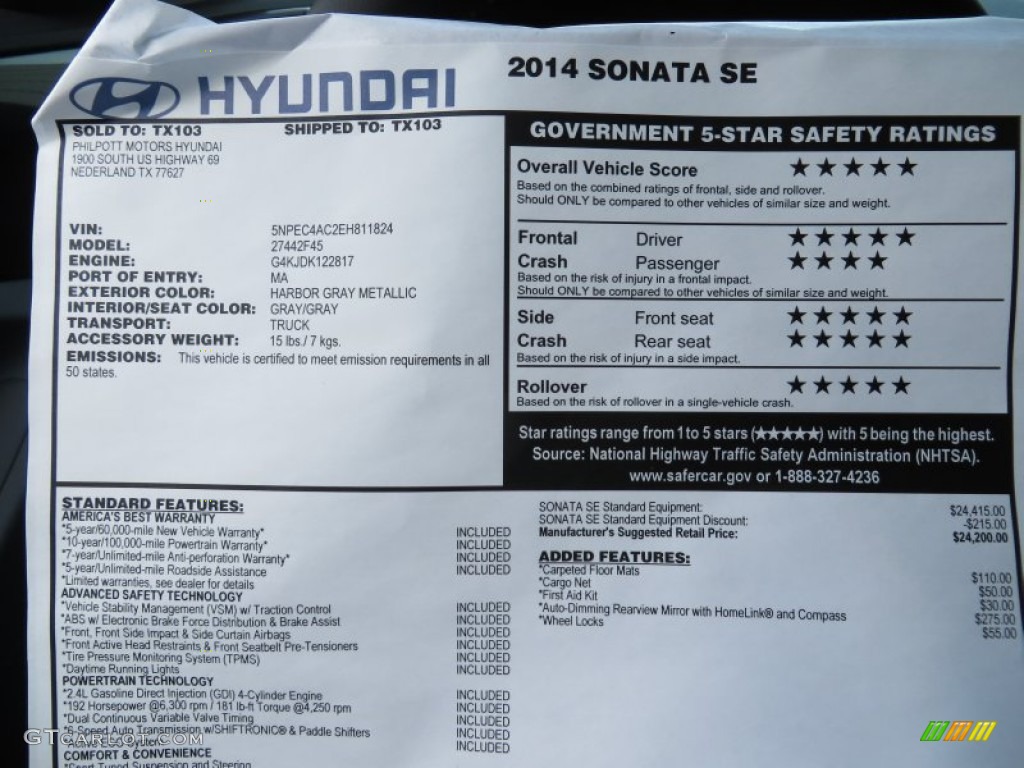 HYUNDAI
2014 SONATA SE
SOLD TO: TX103 SHIPPED TO: TX103
PHILPOTT MOTORS HYUNDAI
1900 SOUTH US HIGHWAY 69
NEDERLAND TX 77627
VIN: 5NPEC4AC2EH811824
MODEL: 27442F45
ENGINE: G4KJDK122817
PORT OF ENTRY: MA
EXTERIOR COLOR: HARBOR GRAY METALLIC
INTERIOR/SEAT COLOR: GRAY/GRAY
TRANSPORT: TRUCK
ACCESSORY WEIGHT: 15 lbs./ 7 kgs.
EMISSIONS: This vehicle is certified to meet emission requirements in all
50 states.
GOVERNMENT 5-STAR SAFETY RATINGS
Overall Vehicle Score ★★★★★
Based on the combined ratings of frontal, side and rollover.
Should ONLY be compared to other vehicles of similar size and weight.
Frontal Driver ★★★★★
Crash Passenger ★★★★
Based on the risk of injury in a frontal impact.
Should ONLY be compared to other vehicles of similar size and weight.
Side Front seat ★★★★★
Crash Rear seat ★★★★★
Based on the risk of injury in a side impact.
Rollover ★★★★★
Based on the risk of rollover in a single-vehicle crash.
Star ratings range from 1 to 5 stars (★★★★★) with 5 being the highest.
Source: National Highway Traffic Safety Administration (NHTSA).
www.safercar.gov or 1-888-327-4236
STANDARD FEATURES:
AMERICA'S BEST WARRANTY
*5-year/60,000-mile New Vehicle Warranty* INCLUDED
*10-year/100,000-mile Powertrain Warranty* INCLUDED
*7-year/Unlimited-mile Anti-perforation Warranty* INCLUDED
*5-year/Unlimited-mile Roadside Assistance INCLUDED
*Limited warranties, see dealer for details
ADVANCED SAFETY TECHNOLOGY
*Vehicle Stability Management (VSM) w/ Traction Control INCLUDED
*ABS w/ Electronic Brake Force Distribution & Brake Assist INCLUDED
*Front, Front Side Impact & Side Curtain Airbags INCLUDED
*Front Active Head Restraints & Front Seatbelt Pre-Tensioners INCLUDED
*Tire Pressure Monitoring System (TPMS) INCLUDED
*Daytime Running Lights INCLUDED
POWERTRAIN TECHNOLOGY
*2.4L Gasoline Direct Injection (GDI) 4-Cylinder Engine INCLUDED
*192 Horsepower @6,300 rpm / 181 lb-ft Torque @4,250 rpm INCLUDED
*Dual Continuous Variable Valve Timing INCLUDED
*6-Speed Auto Transmission w/SHIFTRONIC® & Paddle Shifters INCLUDED
*Active ECO System INCLUDED
COMFORT & CONVENIENCE
*Sport Tuned Suspension and Steering
SONATA SE Standard Equipment: $24,415.00
SONATA SE Standard Equipment Discount: -$215.00
Manufacturer's Suggested Retail Price: $24,200.00
ADDED FEATURES:
*Carpeted Floor Mats $110.00
*Cargo Net $50.00
*First Aid Kit $30.00
*Auto-Dimming Rearview Mirror with HomeLink® and Compass $275.00
*Wheel Locks $55.00
GTCarLot.com